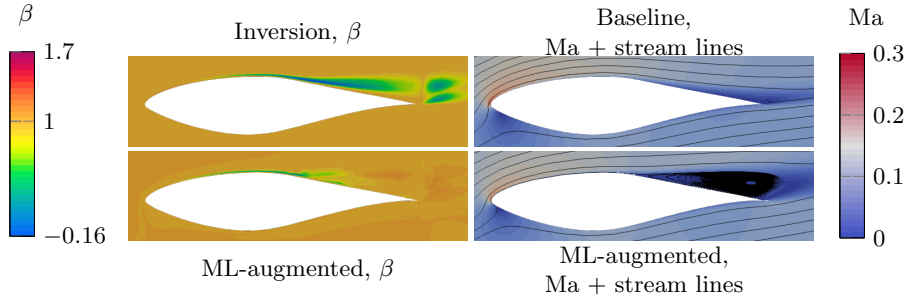 β
1.7
1
−0.16
Inversion, β
Baseline,
Ma + stream lines
ML-augmented, β
ML-augmented,
Ma + stream lines
Ma
0.3
0.2
0.1
0